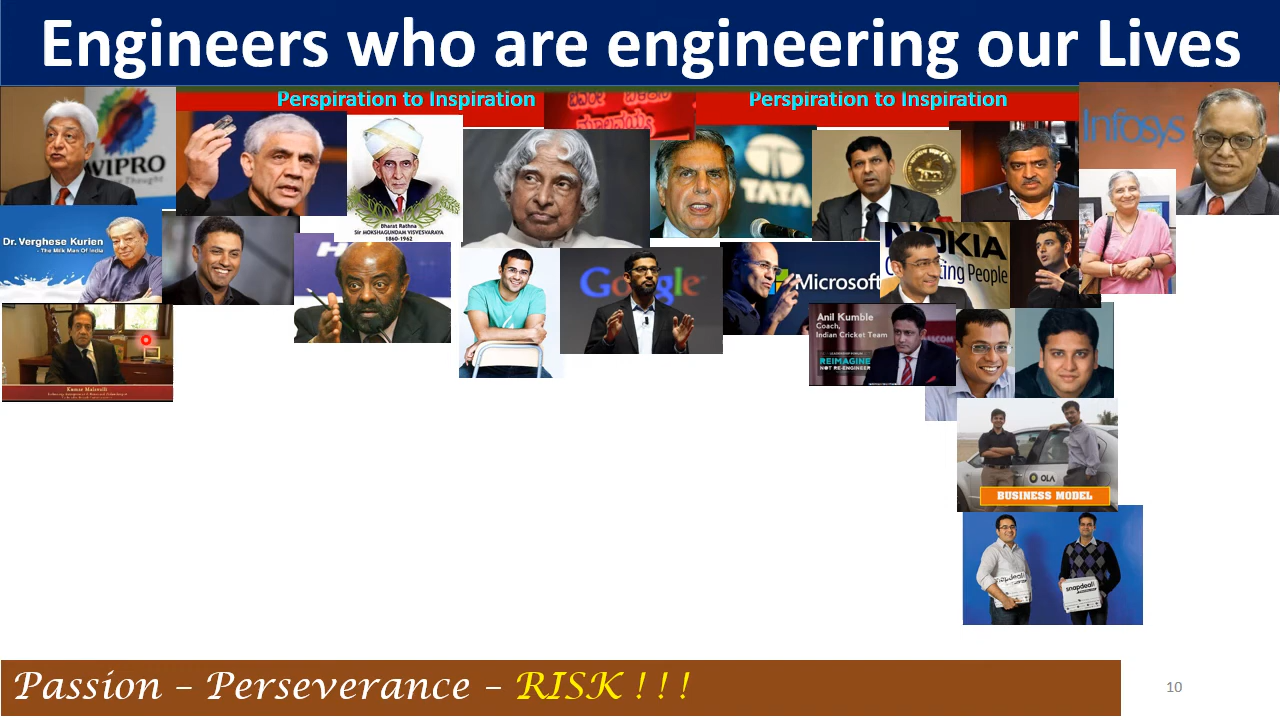 Engineers who are engineering our Lives
Perspiration to Inspiration
Perspiration to Inspiration
WIPRO
Infosys
TATA
Bharat Rathna
Sir MOKSHAGUNDAM VISVESVARAYA
1860-1962
Dr. Verghese Kurien
- The Milk Man Of India
Google
Microsoft
NOKIA
People
Anil Kumble
Coach,
Indian Cricket Team
REIMAGINE
NOT RE-ENGINEER
Kumar Malavalli
OLA
BUSINESS MODEL
snapdeal
snapdeal
Passion – Perseverance – RISK ! ! !
10